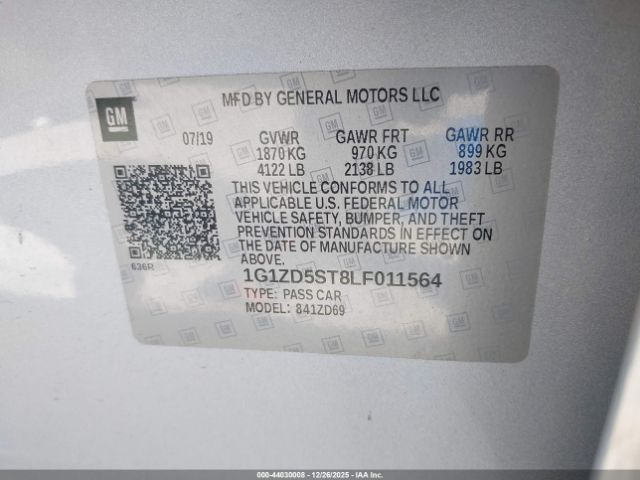 GM
MFD BY GENERAL MOTORS LLC
07/19 GVWR GAWR FRT GAWR RR
1870 KG 970 KG 899 KG
4122 LB 2138 LB 1983 LB
THIS VEHICLE CONFORMS TO ALL
APPLICABLE U.S. FEDERAL MOTOR
VEHICLE SAFETY, BUMPER, AND THEFT
PREVENTION STANDARDS IN EFFECT ON
THE DATE OF MANUFACTURE SHOWN
ABOVE.
636R
1G1ZD5ST8LF011564
TYPE: PASS CAR
MODEL: 841ZD69
000-44030008 - 12/26/2025 - IAAI.com